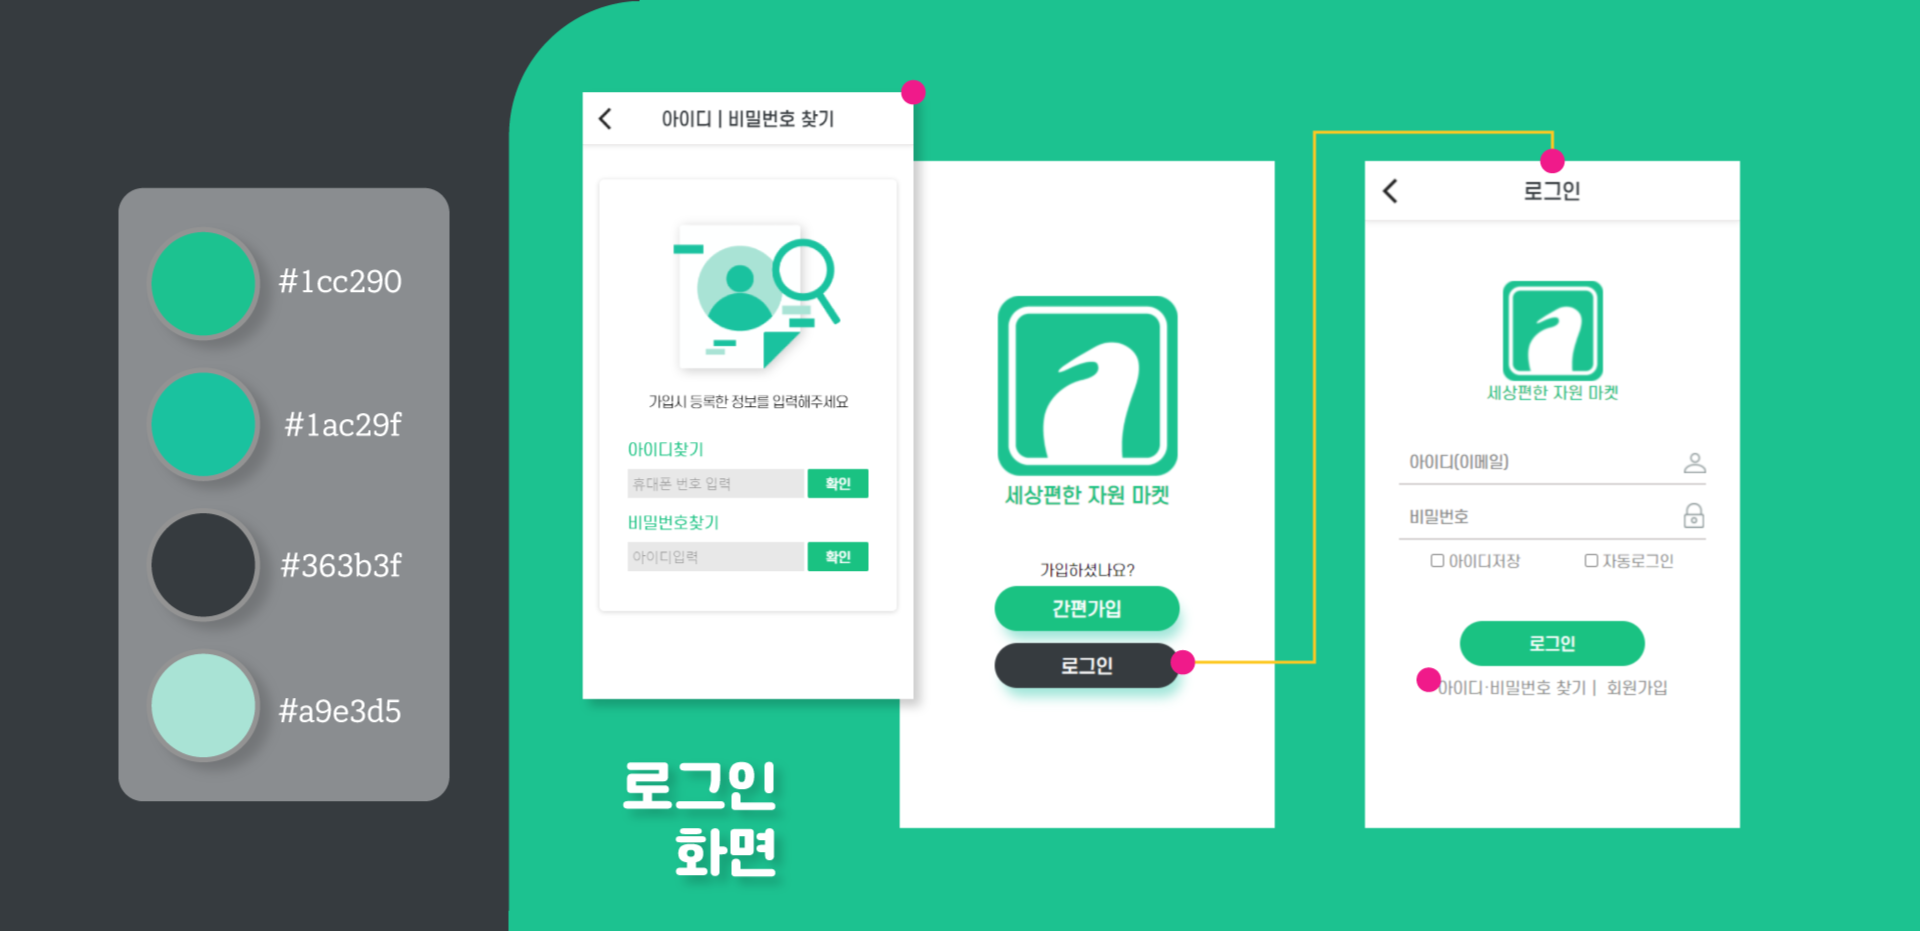 #1cc290
#1ac29f
#363b3f
#a9e3d5
아이디 | 비밀번호 찾기
가입시 등록한 정보를 입력해주세요
아이디찾기
휴대폰 번호 입력
확인
비밀번호찾기
아이디입력
확인
로그인
화면
세상편한 자원 마켓
가입하셨나요?
간편가입
로그인
로그인
세상편한 자원 마켓
아이디(이메일)
비밀번호
아이디저장
자동로그인
로그인
아이디·비밀번호 찾기 | 회원가입